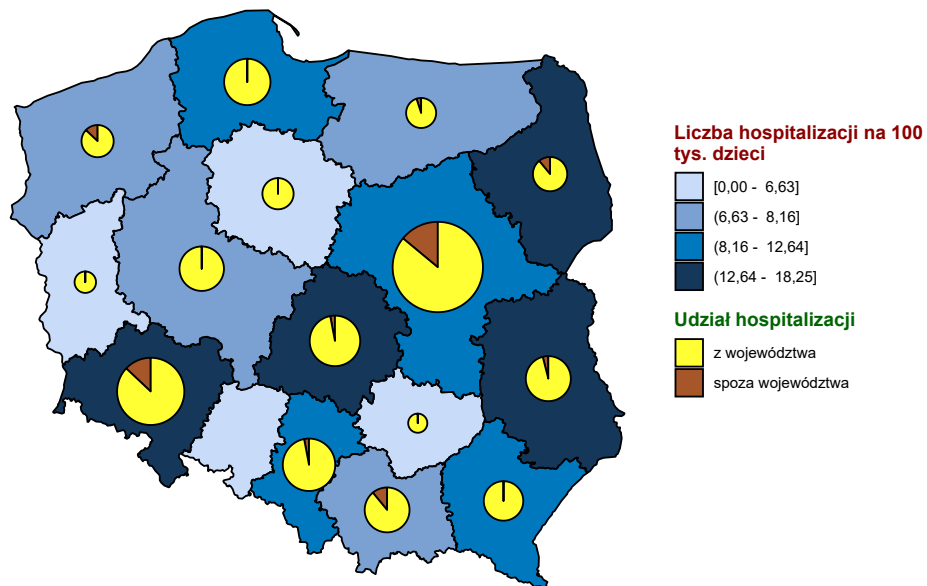 Liczba hospitalizacji na 100
tys. dzieci
[0,00 - 6,63]
(6,63 - 8,16]
(8,16 - 12,64]
(12,64 - 18,25]
Udział hospitalizacji
z województwa
spoza województwa